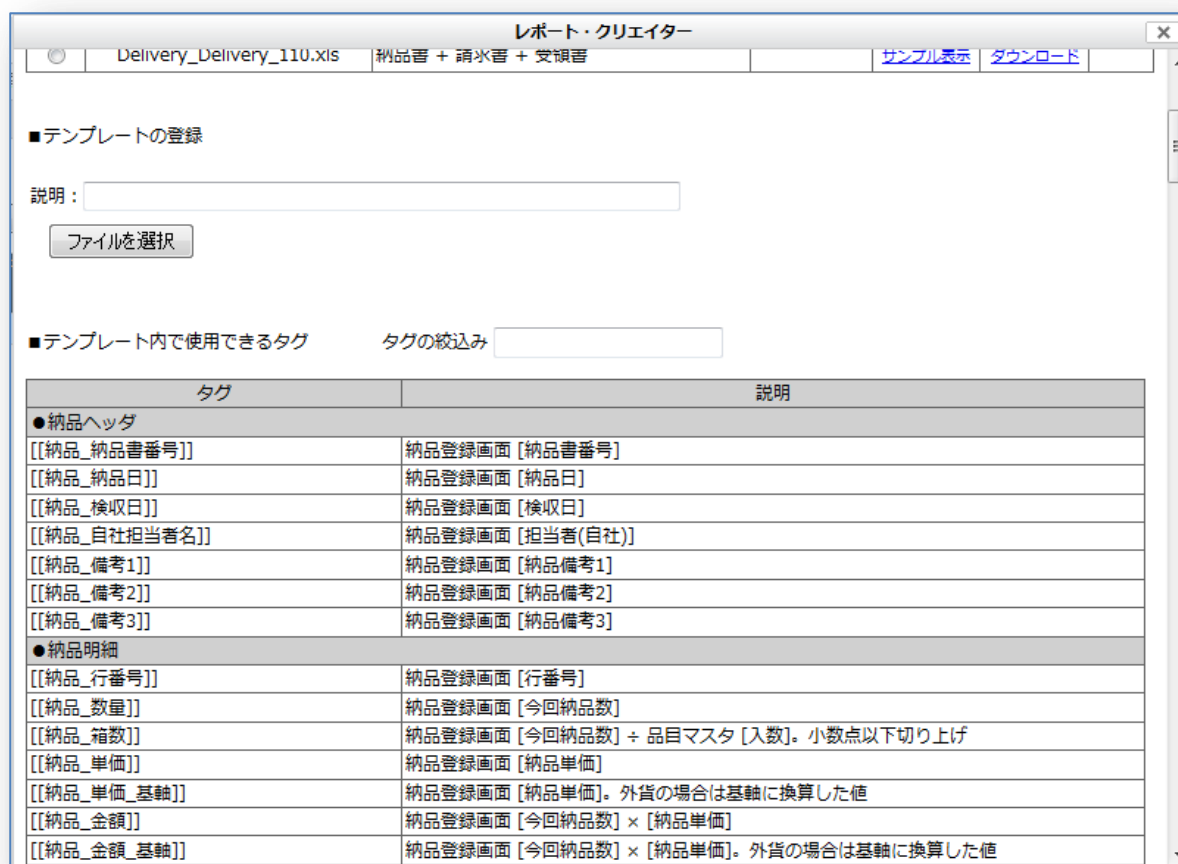 レポート・クリエイター
Delivery_Delivery_110.xls 納品書 + 請求書 + 受領書 サンプル表示 ダウンロード
■テンプレートの登録
説明：
ファイルを選択
■テンプレート内で使用できるタグ タグの絞込み
タグ 説明
●納品ヘッダ
[[納品_納品書番号]] 納品登録画面 [納品書番号]
[[納品_納品日]] 納品登録画面 [納品日]
[[納品_検収日]] 納品登録画面 [検収日]
[[納品_自社担当者名]] 納品登録画面 [担当者(自社)]
[[納品_備考1]] 納品登録画面 [納品備考1]
[[納品_備考2]] 納品登録画面 [納品備考2]
[[納品_備考3]] 納品登録画面 [納品備考3]
●納品明細
[[納品_行番号]] 納品登録画面 [行番号]
[[納品_数量]] 納品登録画面 [今回納品数]
[[納品_箱数]] 納品登録画面 [今回納品数] ÷ 品目マスタ [入数]。小数点以下切り上げ
[[納品_単価]] 納品登録画面 [納品単価]
[[納品_単価_基軸]] 納品登録画面 [納品単価]。外貨の場合は基軸に換算した値
[[納品_金額]] 納品登録画面 [今回納品数] × [納品単価]
[[納品_金額_基軸]] 納品登録画面 [今回納品数] × [納品単価]。外貨の場合は基軸に換算した値